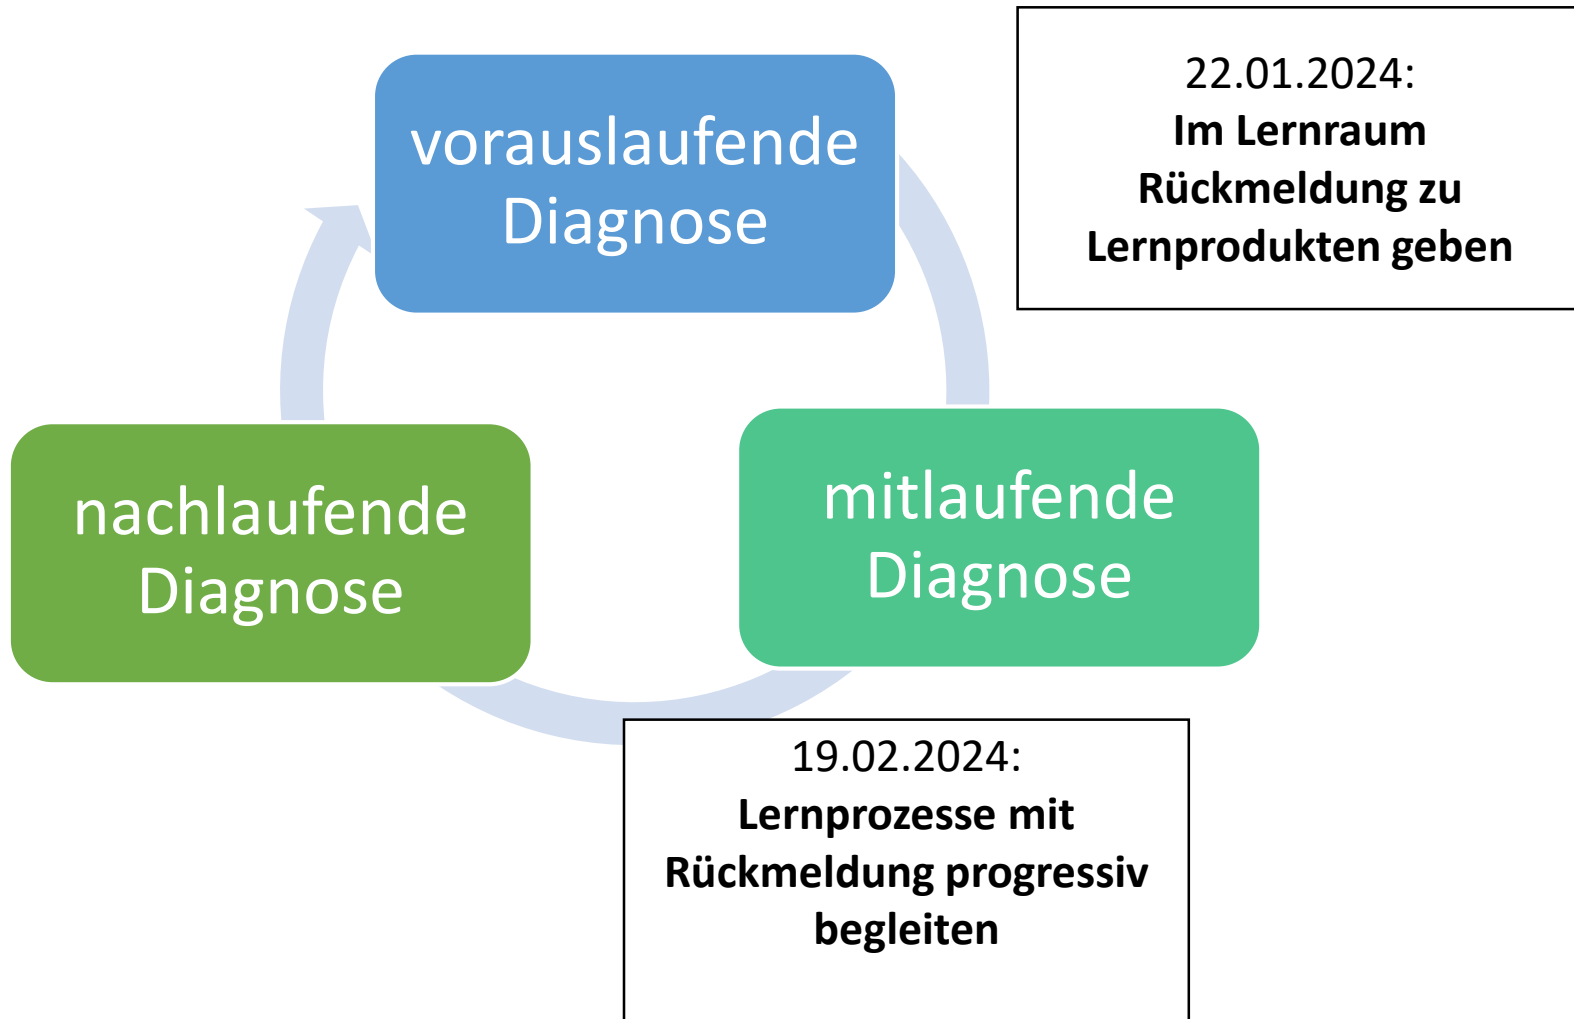 vorauslaufende
Diagnose
22.01.2024:
Im Lernraum
Rückmeldung zu
Lernprodukten geben
nachlaufende
Diagnose
mitlaufende
Diagnose
19.02.2024:
Lernprozesse mit
Rückmeldung progressiv
begleiten